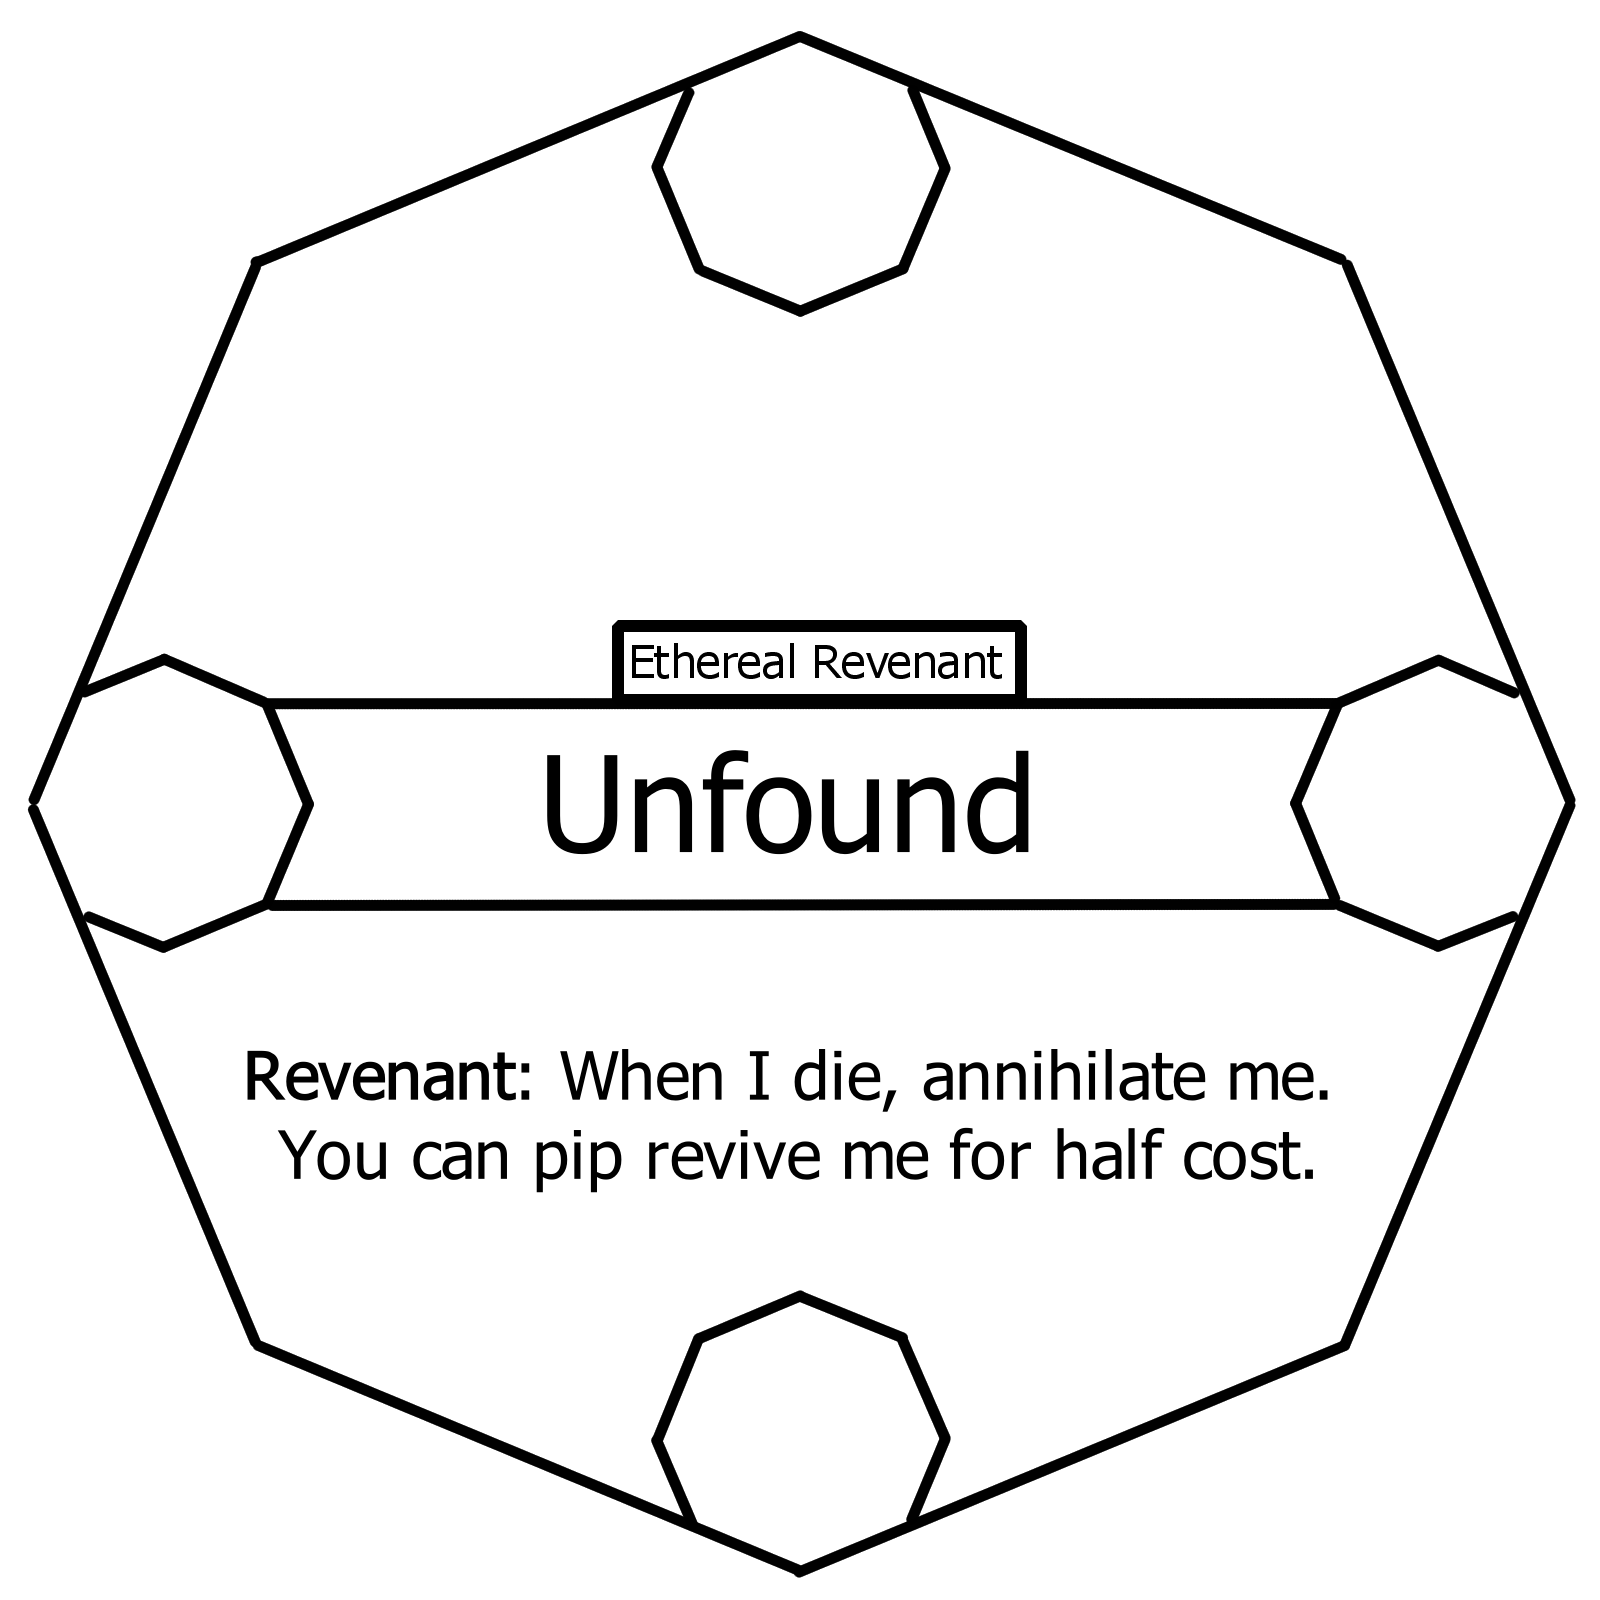 Ethereal Revenant
Unfound
Revenant: When I die, annihilate me.
You can pip revive me for half cost.